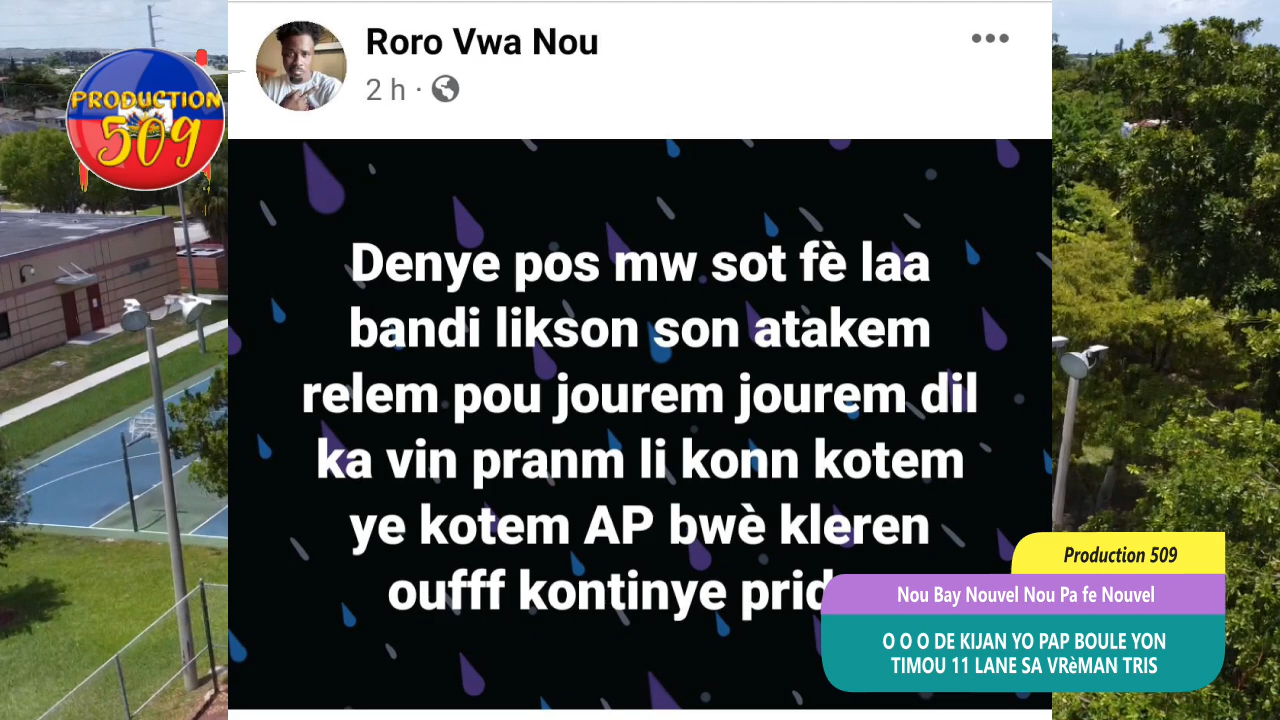 PRODUCTION
509
Roro Vwa Nou
2 h ·
Denye pos mw sot fè laa
bandi likson son atakem
relem pou jourem jourem dil
ka vin pranm li konn kotem
ye kotem AP bwè kleren
oufff kontinye prid
Production 509
Nou Bay Nouvel Nou Pa fe Nouvel
O O O DE KIJAN YO PAP BOULE YON
TIMOU 11 LANE SA VRèMAN TRIS